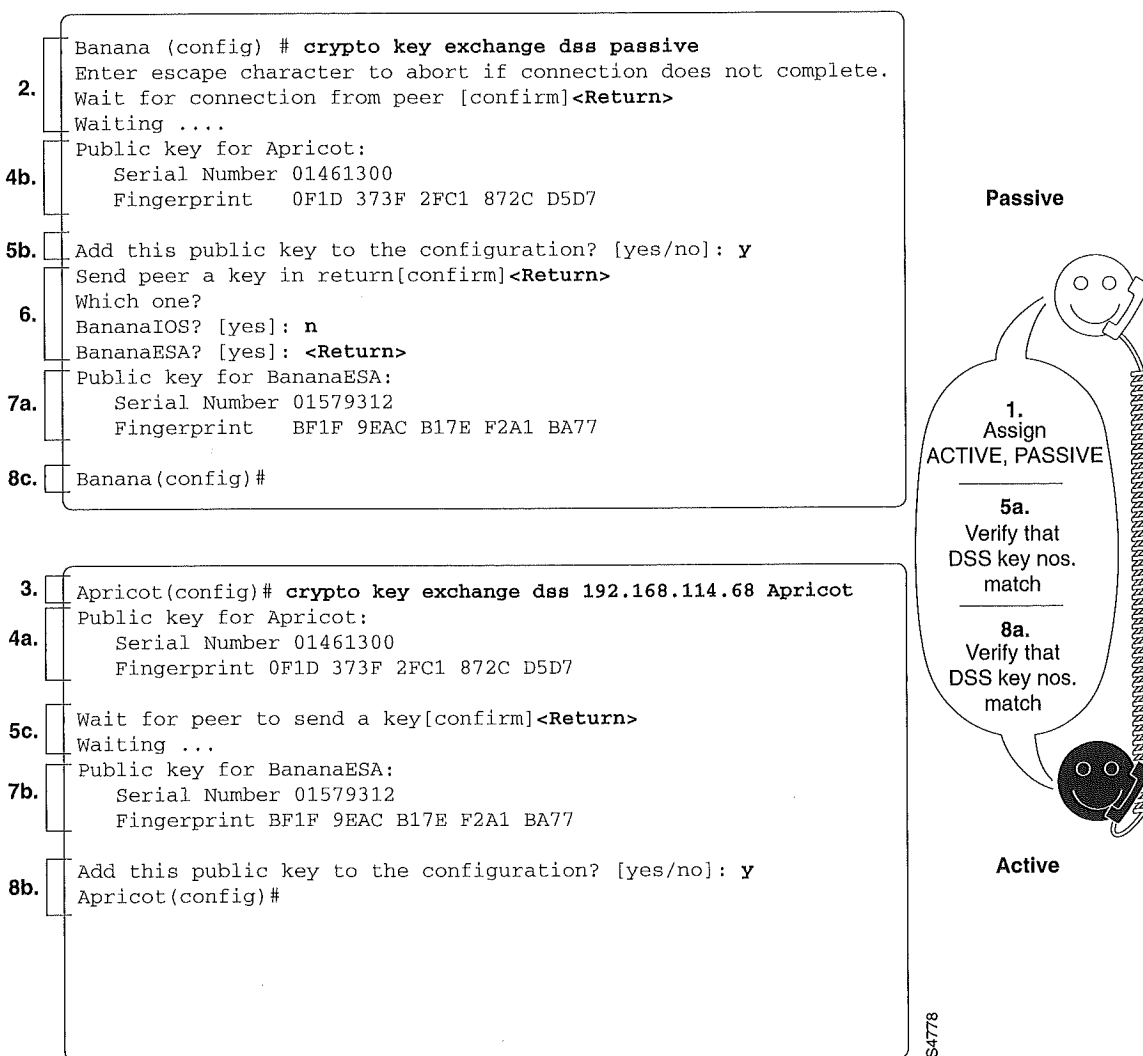 2.
Banana (config) # crypto key exchange dss passive
Enter escape character to abort if connection does not complete.
Wait for connection from peer [confirm]<Return>
Waiting ....
4b.
Public key for Apricot:
Serial Number 01461300
Fingerprint 0F1D 373F 2FC1 872C D5D7
5b.
Add this public key to the configuration? [yes/no]: y
6.
Send peer a key in return[confirm]<Return>
Which one?
BananaIOS? [yes]: n
BananaESA? [yes]: <Return>
7a.
Public key for BananaESA:
Serial Number 01579312
Fingerprint BF1F 9EAC B17E F2A1 BA77
8c.
Banana(config)#
3.
Apricot(config)# crypto key exchange dss 192.168.114.68 Apricot
4a.
Public key for Apricot:
Serial Number 01461300
Fingerprint 0F1D 373F 2FC1 872C D5D7
5c.
Wait for peer to send a key[confirm]<Return>
Waiting ...
7b.
Public key for BananaESA:
Serial Number 01579312
Fingerprint BF1F 9EAC B17E F2A1 BA77
8b.
Add this public key to the configuration? [yes/no]: y
Apricot(config)#
Passive
1.
Assign
ACTIVE, PASSIVE
5a.
Verify that
DSS key nos.
match
8a.
Verify that
DSS key nos.
match
Active
S4778